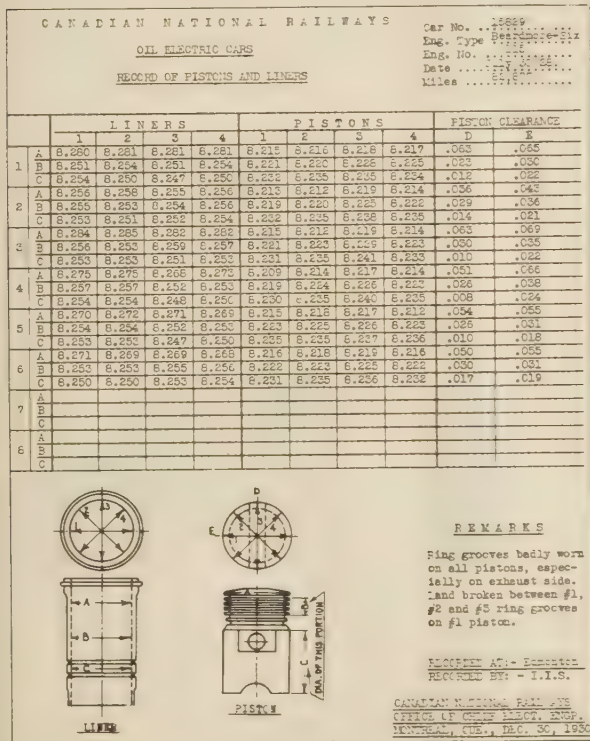 CANADIAN NATIONAL RAILWAYS
OIL ELECTRIC CARS
RECORD OF PISTONS AND LINERS
Car No. 15829
Eng. Type Beardmore-Six
Eng. No.
Date
Miles
LINERS PISTONS PISTON CLEARANCE
1 2 3 4 1 2 3 4 D E
1 A 8.280 8.281 8.281 8.281 8.215 8.216 8.218 8.217 .063 .065
B 8.251 8.254 8.251 8.254 8.221 8.220 8.228 8.225 .023 .030
C 8.254 8.250 8.247 8.250 8.235 8.235 8.234 .012 .022
2 A 8.256 8.258 8.255 8.256 8.213 8.212 8.219 8.214 .036 .043
B 8.255 8.253 8.254 8.256 8.219 8.220 8.225 8.222 .029 .036
C 8.253 8.251 8.252 8.254 8.232 8.235 8.238 8.235 .014 .021
3 A 8.284 8.285 8.282 8.282 8.215 8.212 8.219 8.214 .063 .069
B 8.256 8.253 8.259 8.257 8.221 8.223 8.229 8.223 .030 .035
C 8.253 8.253 8.251 8.253 8.231 8.235 8.241 8.233 .010 .022
4 A 8.275 8.275 8.268 8.273 8.209 8.214 8.217 8.214 .051 .066
B 8.257 8.257 8.252 8.253 8.219 8.224 8.226 8.223 .026 .038
C 8.254 8.254 8.248 8.250 8.230 8.235 8.240 8.235 .008 .024
5 A 8.270 8.272 8.271 8.269 8.215 8.218 8.217 8.212 .054 .055
B 8.254 8.254 8.252 8.253 8.223 8.225 8.226 8.223 .026 .031
C 8.253 8.253 8.247 8.250 8.235 8.235 8.237 8.236 .010 .018
6 A 8.271 8.269 8.269 8.268 8.216 8.218 8.219 8.216 .050 .055
B 8.253 8.253 8.255 8.256 8.222 8.223 8.225 8.222 .030 .031
C 8.250 8.250 8.253 8.254 8.231 8.235 8.236 8.232 .017 .019
7 A
B
C
A
B
C
D
1 2 3 4
E 2 3 4
A
B
C
A
B
C
DIA. OF THIS PORTION
LINER
PISTON
REMARKS
Ring grooves badly worn
on all pistons, espec-
ially on exhaust side.
Land broken between #1,
#2 and #3 ring grooves
on #1 piston.
RECORDED AT:- Edmonton
RECORDED BY: - I.I.S.
CANADIAN NATIONAL RAILWAYS
OFFICE OF CHIEF ELECT. ENGR.
MONTREAL, QUE., DEC. 30, 1930